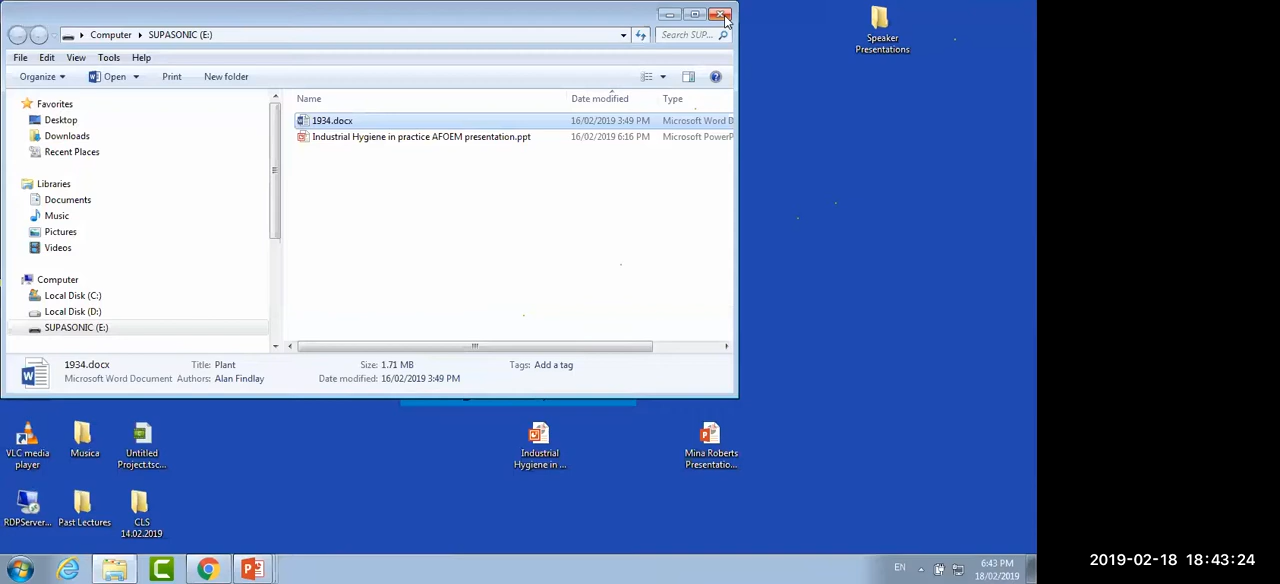 Computer SUPASONIC (E:)
Search SUP...
File Edit View Tools Help
Organize Open Print New folder
Favorites
Desktop
Downloads
Recent Places
Libraries
Documents
Music
Pictures
Videos
Computer
Local Disk (C:)
Local Disk (D:)
SUPASONIC (E:)
Name Date modified Type
1934.docx 16/02/2019 3:49 PM Microsoft Word D
Industrial Hygiene in practice AFOEM presentation.ppt 16/02/2019 6:16 PM Microsoft PowerP
1934.docx Title: Plant Size: 1.71 MB Tags: Add a tag
Microsoft Word Document Authors: Alan Findlay Date modified: 16/02/2019 3:49 PM
Speaker
Presentations
VLC media
player
Musica
Untitled
Project.tsc...
Industrial
Hygiene in ...
Mina Roberts
Presentatio...
RDPServer...
Past Lectures
CLS
14.02.2019
EN
6:43 PM
18/02/2019
2019-02-18 18:43:24